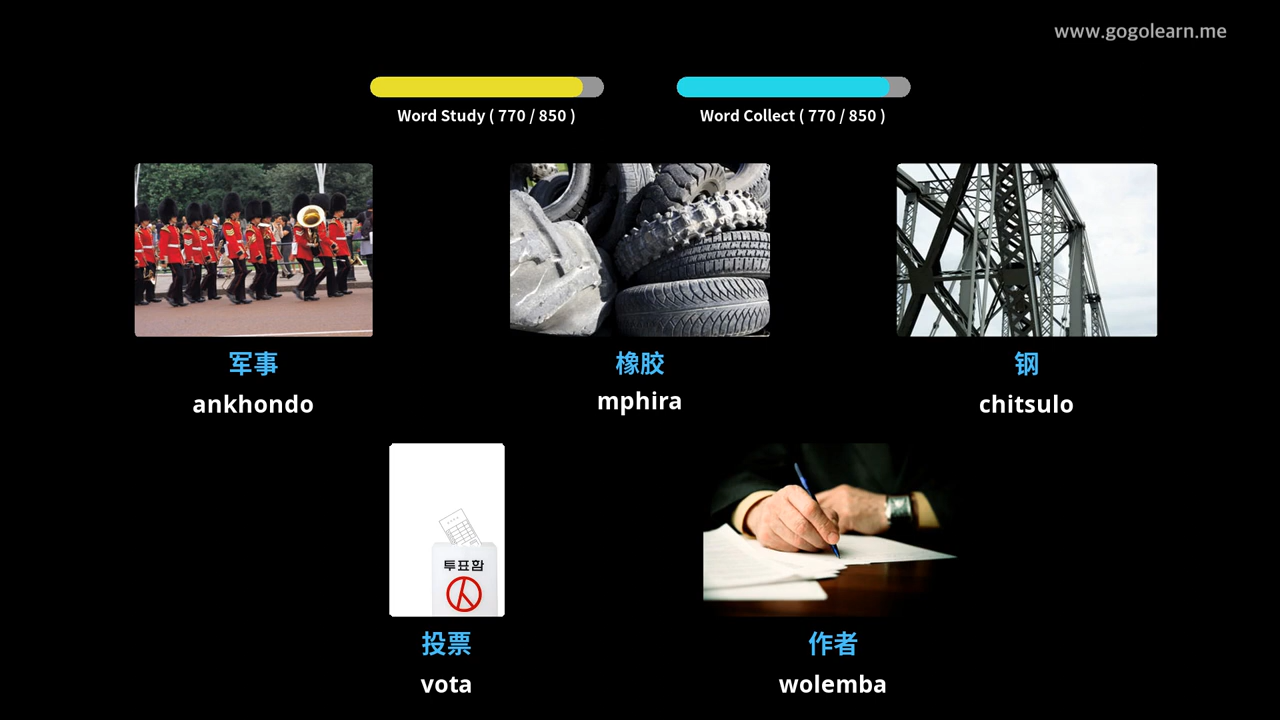 www.gogolearn.me
Word Study ( 770 / 850 )
Word Collect ( 770 / 850 )
军事
ankhondo
橡胶
mphira
钢
chitsulo
투표함
投票
vota
作者
wolemba